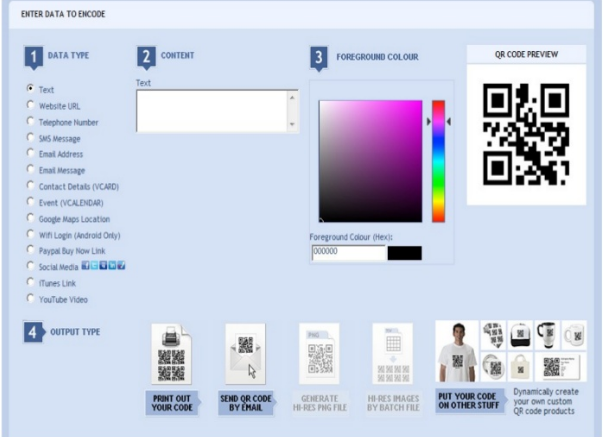 ENTER DATA TO ENCODE
1 DATA TYPE
Text
Website URL
Telephone Number
SMS Message
Email Address
Email Message
Contact Details (VCARD)
Event (VCALENDAR)
Google Maps Location
Wifi Login (Android Only)
Paypal Buy Now Link
Social Media
iTunes Link
YouTube Video
2 CONTENT
Text
3 FOREGROUND COLOUR
Foreground Colour (Hex):
000000
QR CODE PREVIEW
4 OUTPUT TYPE
PRINT OUT
YOUR CODE
SEND QR CODE
BY EMAIL
PNG
GENERATE
HI-RES PNG FILE
HI-RES IMAGES
BY BATCH FILE
PUT YOUR CODE
ON OTHER STUFF
Dynamically create
your own custom
QR code products